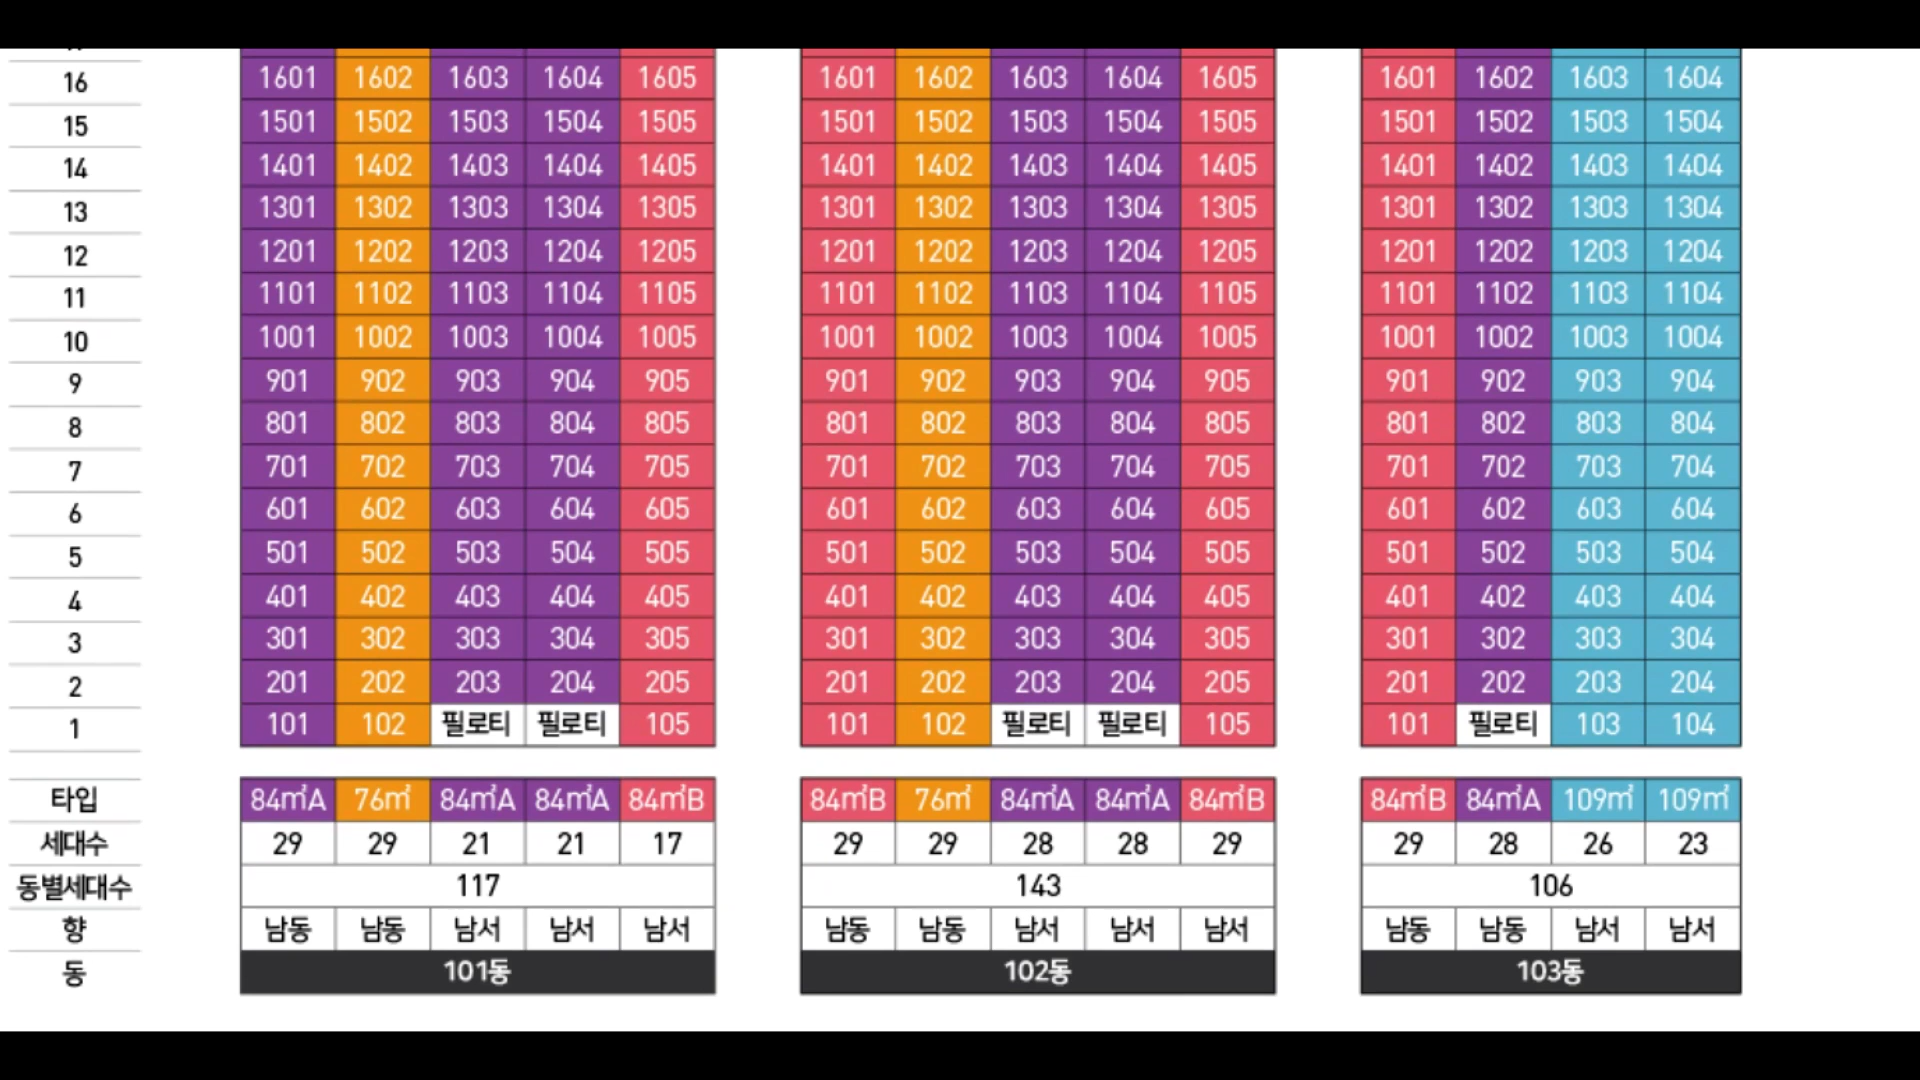 16 1601 1602 1603 1604 1605 1601 1602 1603 1604 1605 1601 1602 1603 1604
15 1501 1502 1503 1504 1505 1501 1502 1503 1504 1505 1501 1502 1503 1504
14 1401 1402 1403 1404 1405 1401 1402 1403 1404 1405 1401 1402 1403 1404
13 1301 1302 1303 1304 1305 1301 1302 1303 1304 1305 1301 1302 1303 1304
12 1201 1202 1203 1204 1205 1201 1202 1203 1204 1205 1201 1202 1203 1204
11 1101 1102 1103 1104 1105 1101 1102 1103 1104 1105 1101 1102 1103 1104
10 1001 1002 1003 1004 1005 1001 1002 1003 1004 1005 1001 1002 1003 1004
9 901 902 903 904 905 901 902 903 904 905 901 902 903 904
8 801 802 803 804 805 801 802 803 804 805 801 802 803 804
7 701 702 703 704 705 701 702 703 704 705 701 702 703 704
6 601 602 603 604 605 601 602 603 604 605 601 602 603 604
5 501 502 503 504 505 501 502 503 504 505 501 502 503 504
4 401 402 403 404 405 401 402 403 404 405 401 402 403 404
3 301 302 303 304 305 301 302 303 304 305 301 302 303 304
2 201 202 203 204 205 201 202 203 204 205 201 202 203 204
1 101 102 필로티 필로티 105 101 102 필로티 필로티 105 101 필로티 103 104
타입 84㎡A 76㎡ 84㎡A 84㎡A 84㎡B 84㎡B 76㎡ 84㎡A 84㎡A 84㎡B 84㎡B 84㎡A 109㎡ 109㎡
세대수 29 29 21 21 17 29 29 28 28 29 29 28 26 23
동별세대수 117 143 106
향 남동 남동 남서 남서 남서 남동 남동 남서 남서 남서 남동 남동 남서 남서
동 101동 102동 103동